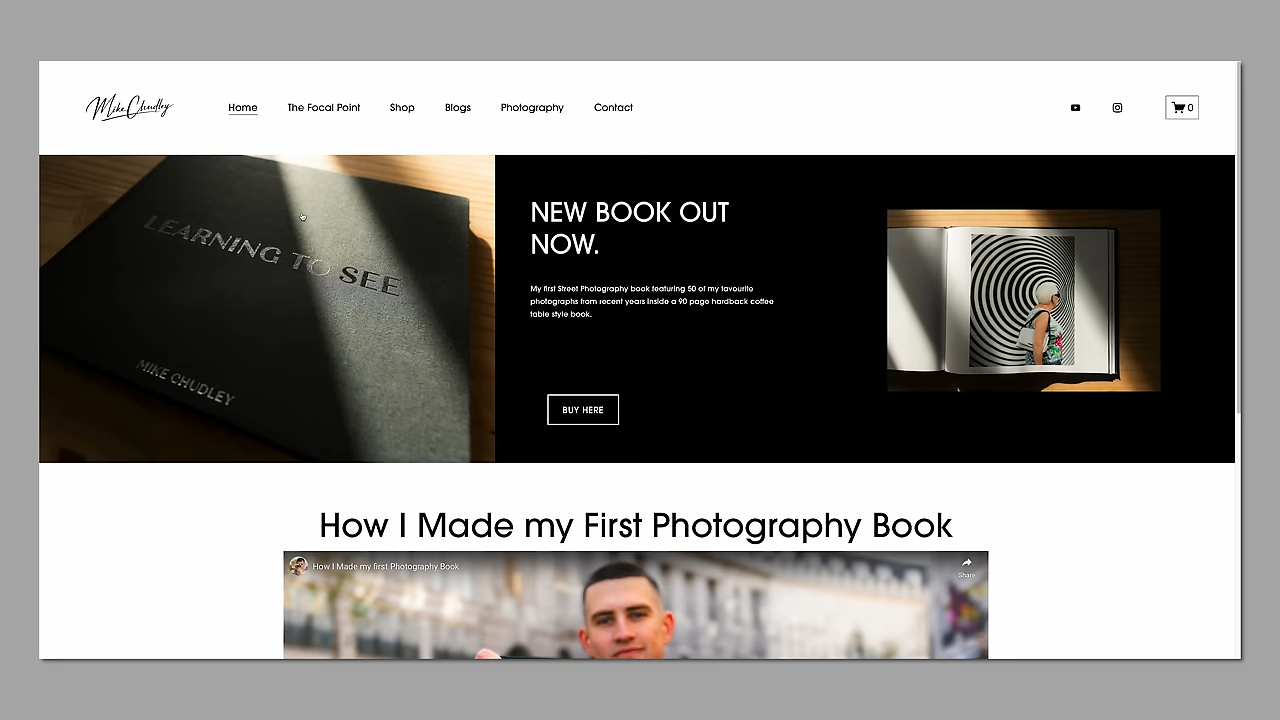 Mike Chudley
Home The Focal Point Shop Blogs Photography Contact
0
LEARNING TO SEE
MIKE CHUDLEY
NEW BOOK OUT
NOW.
My first Street Photography book featuring 50 of my favourite
photographs from recent years inside a 90 page hardback coffee
table style book.
BUY HERE
How I Made my First Photography Book
How I Made my first Photography Book
Share